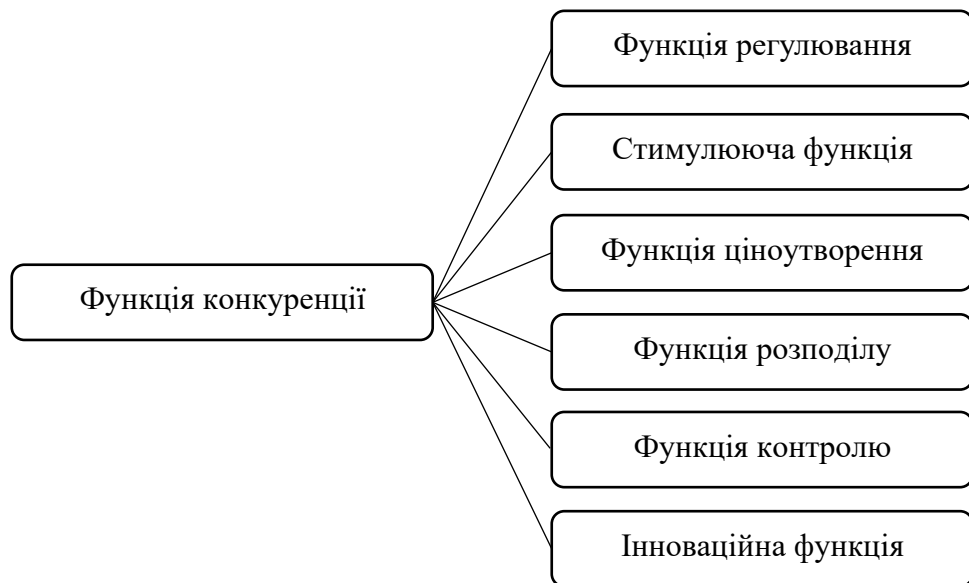 Функція регулювання
Стимулююча функція
Функція ціноутворення
Функція конкуренції
Функція розподілу
Функція контролю
Інноваційна функція